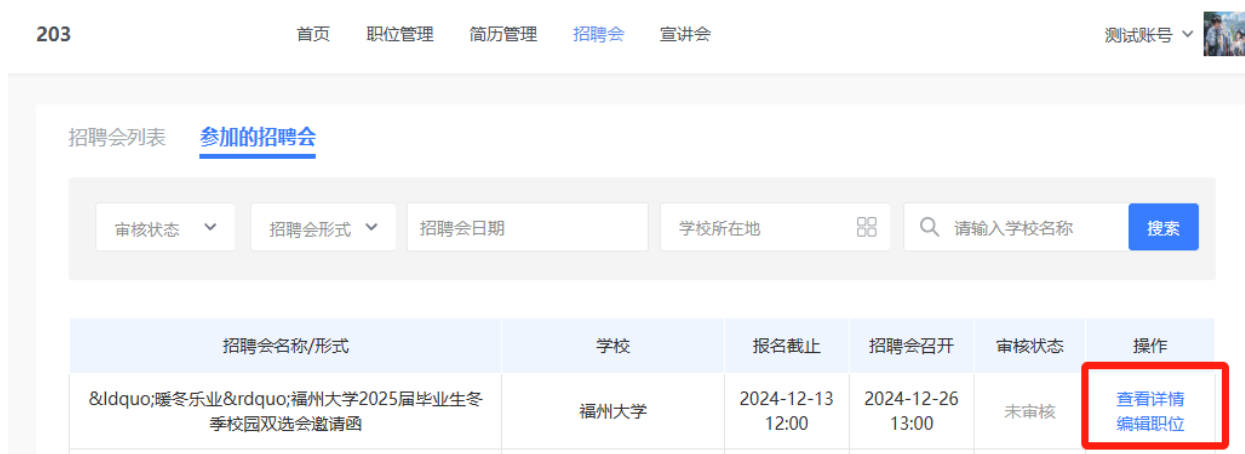 203 首页 职位管理 简历管理 招聘会 宣讲会 测试账号
招聘会列表 参加的招聘会
审核状态 招聘会形式 招聘会日期 学校所在地 请输入学校名称 搜索
招聘会名称/形式 学校 报名截止 招聘会召开 审核状态 操作
&ldquo;暖冬乐业&rdquo;福州大学2025届毕业生冬
季校园双选会邀请函
福州大学
2024-12-13
12:00
2024-12-26
13:00
未审核
查看详情
编辑职位